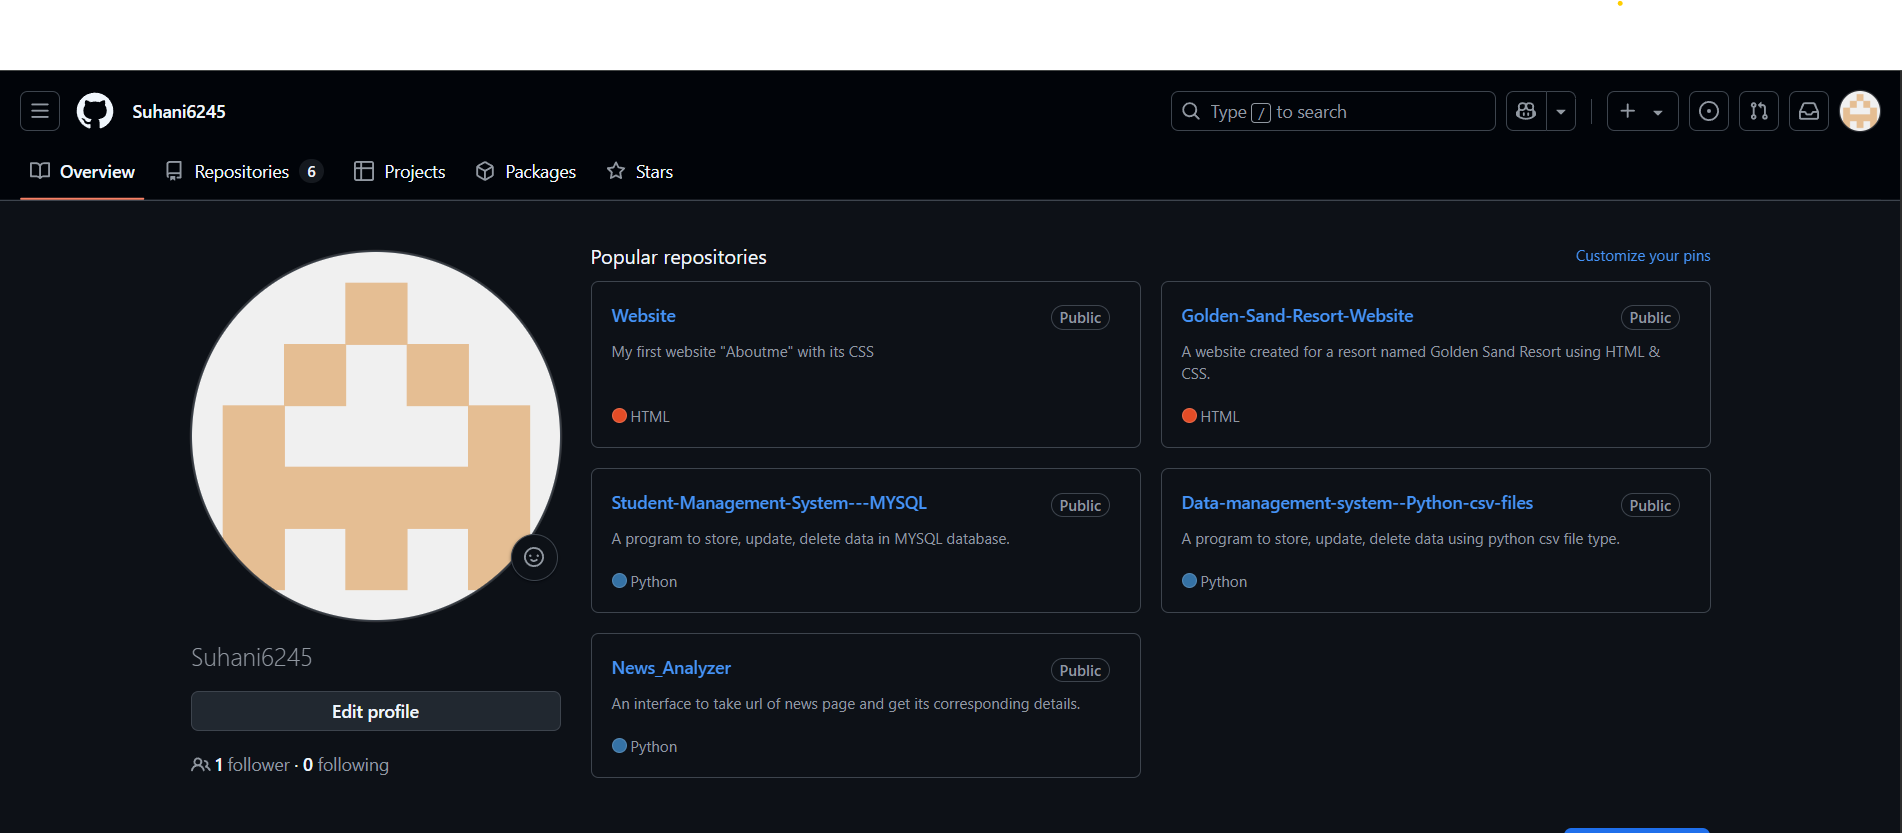 Suhani6245
Type / to search
Overview
Repositories 6
Projects
Packages
Stars
Popular repositories
Customize your pins
Website
Public
My first website "Aboutme" with its CSS
HTML
Golden-Sand-Resort-Website
Public
A website created for a resort named Golden Sand Resort using HTML &
CSS.
HTML
Student-Management-System---MYSQL
Public
A program to store, update, delete data in MYSQL database.
Python
Data-management-system--Python-csv-files
Public
A program to store, update, delete data using python csv file type.
Python
News_Analyzer
Public
An interface to take url of news page and get its corresponding details.
Python
Suhani6245
Edit profile
1 follower · 0 following